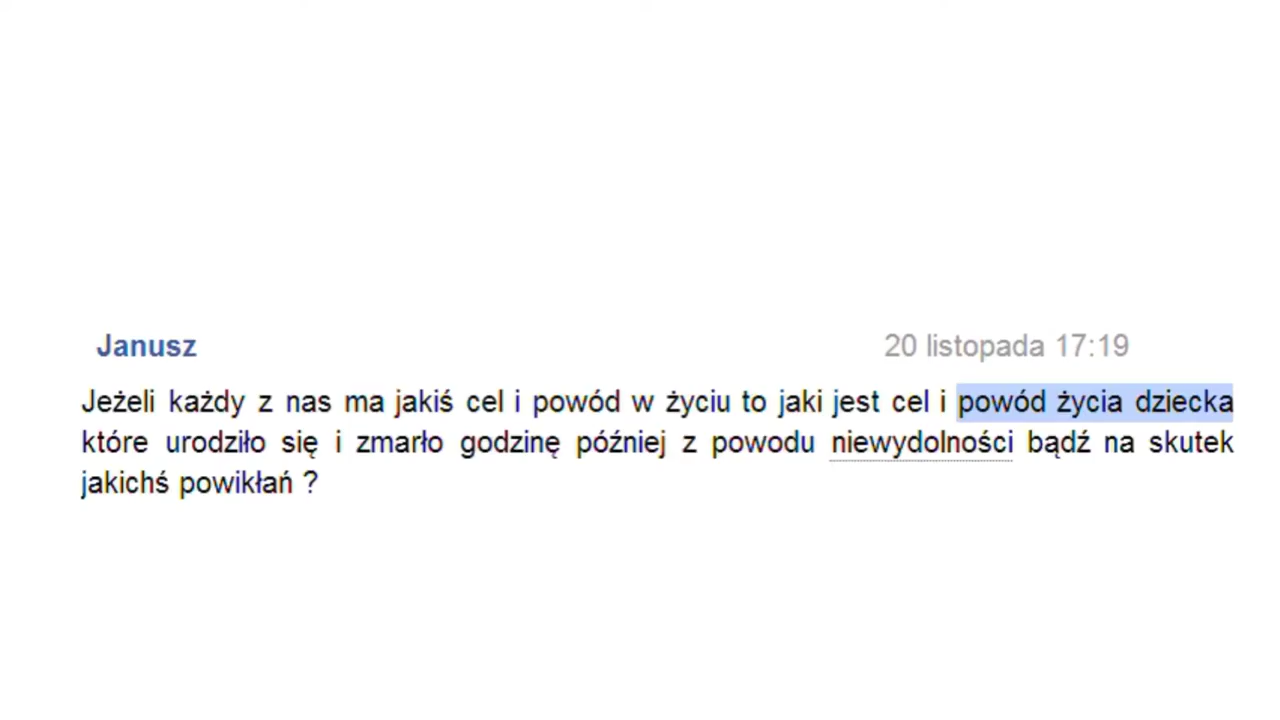 Janusz 20 listopada 17:19
Jeżeli każdy z nas ma jakiś cel i powód w życiu to jaki jest cel i powód życia dziecka
które urodziło się i zmarło godzinę później z powodu niewydolności bądź na skutek
jakichś powikłań ?